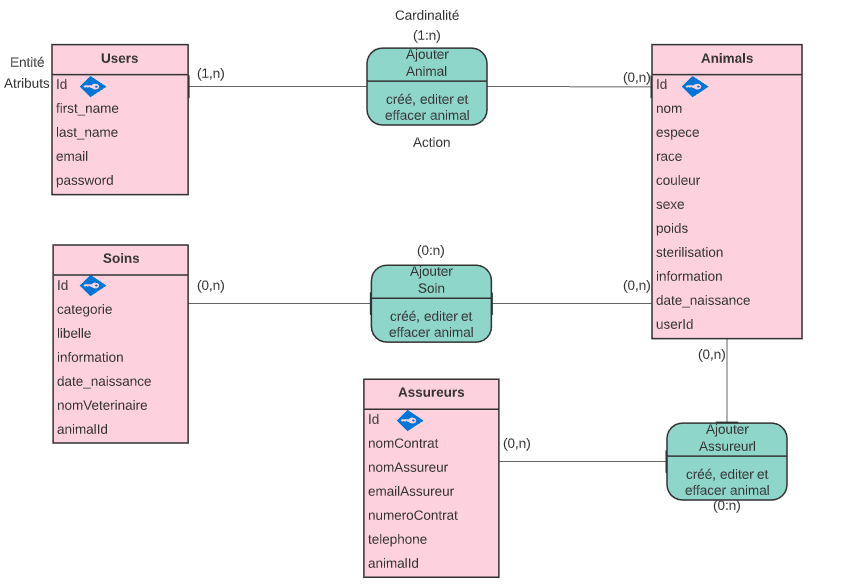 Cardinalité
(1:n)
Entité
Atributs
Users
Id
first_name
last_name
email
password
(1,n)
Ajouter
Animal
créé, editer et
effacer animal
Action
(0,n)
Animals
Id
nom
espece
race
couleur
sexe
poids
sterilisation
information
date_naissance
userId
Soins
Id
categorie
libelle
information
date_naissance
nomVeterinaire
animalId
(0,n)
(0:n)
Ajouter
Soin
créé, editer et
effacer animal
(0,n)
(0,n)
Assureurs
Id
nomContrat
nomAssureur
emailAssureur
numeroContrat
telephone
animalId
(0,n)
Ajouter
Assureurl
créé, editer et
effacer animal
(0:n)